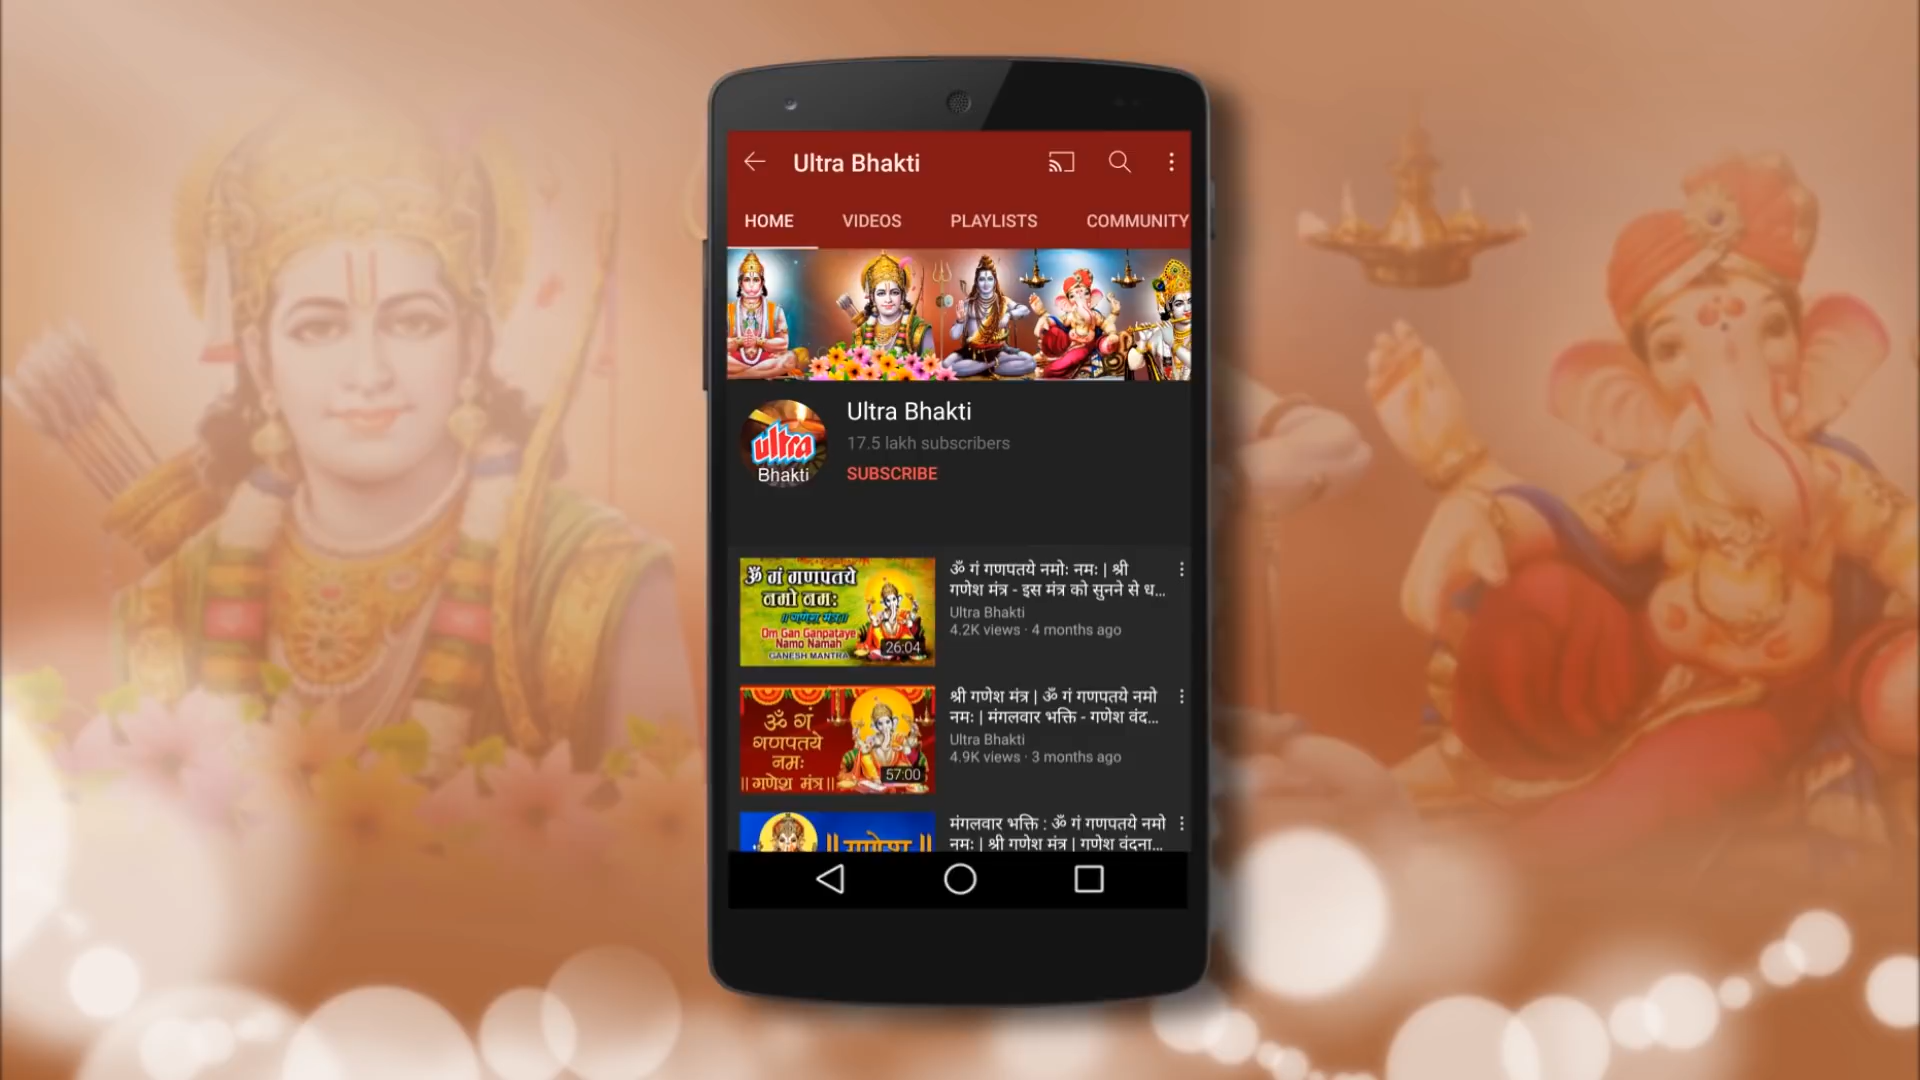 Ultra Bhakti
HOME VIDEOS PLAYLISTS COMMUNITY
Ultra Bhakti
17.5 lakh subscribers
SUBSCRIBE
ultra
Bhakti
ॐ गं गणपतये
नमो नमः
|| गणेश मंत्र ||
Om Gan Ganpataye
Namo Namah
GANESH MANTRA
26:04
ॐ गं गणपतये नमोः नमः | श्री
गणेश मंत्र - इस मंत्र को सुनने से ध...
Ultra Bhakti
4.2K views · 4 months ago
ॐ गं
गणपतये
नमः
|| गणेश मंत्र ||
57:00
श्री गणेश मंत्र | ॐ गं गणपतये नमो
नमः | मंगलवार भक्ति - गणेश वंद...
Ultra Bhakti
4.9K views · 3 months ago
|| गणेश ||
मंगलवार भक्ति : ॐ गं गणपतये नमो
नमः | श्री गणेश मंत्र | गणेश वंदना...